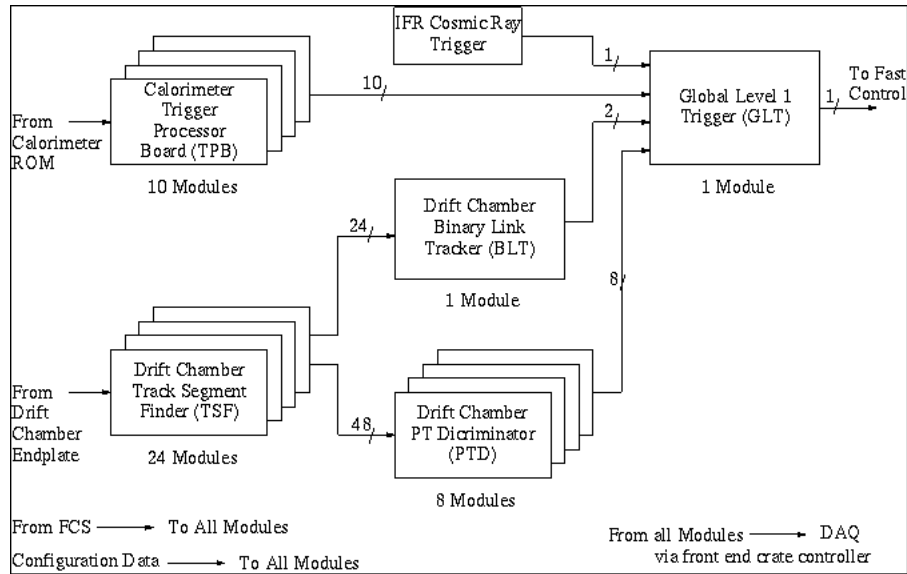 IFR Cosmic Ray
Trigger
1
Calorimeter
Trigger
Processor
Board (TPB)
10
From
Calorimeter
ROM
10 Modules
Global Level 1
Trigger (GLT)
1
To Fast
Control
2
1 Module
24
Drift Chamber
Binary Link
Tracker (BLT)
1 Module
8
Drift Chamber
Track Segment
Finder (TSF)
From
Drift
Chamber
Endplate
24 Modules
48
Drift Chamber
PT Dicriminator
(PTD)
8 Modules
From FCS To All Modules
Configuration Data To All Modules
From all Modules DAQ
via front end crate controller